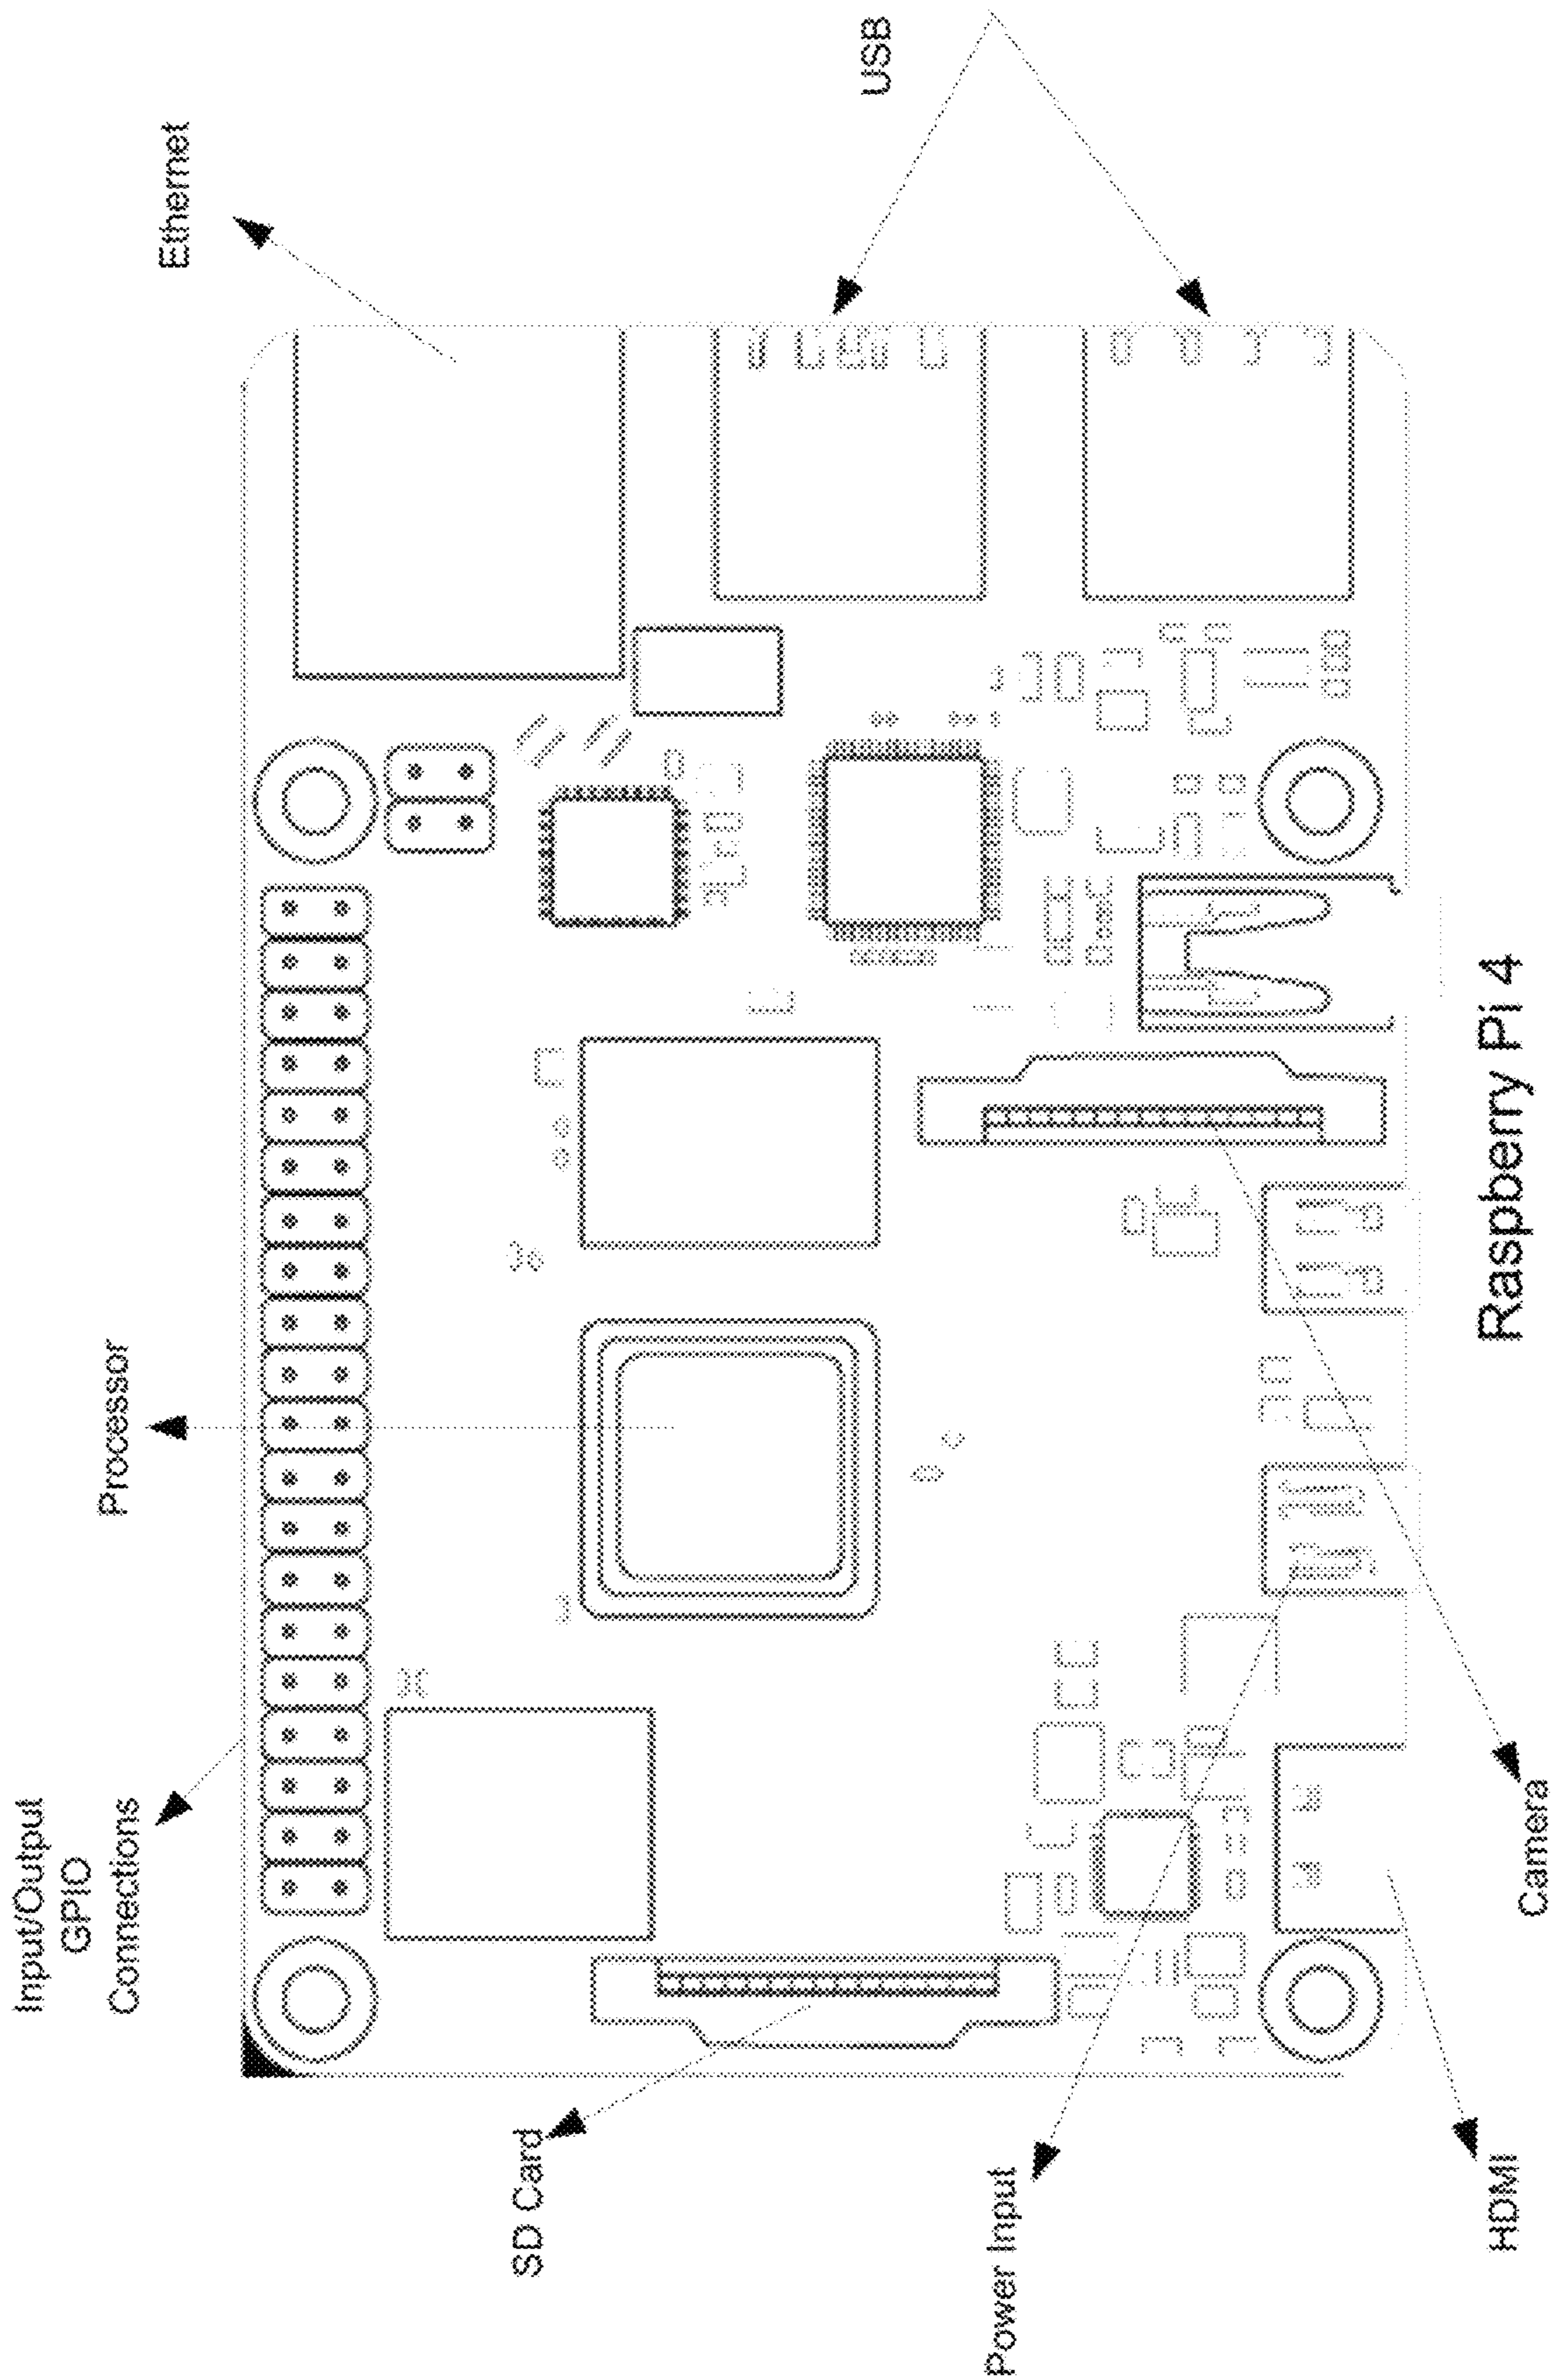 Input/Output
GPIO
Connections
Processor
Ethernet
SD Card
USB
Power Input
HDMI
Camera
Raspberry Pi 4